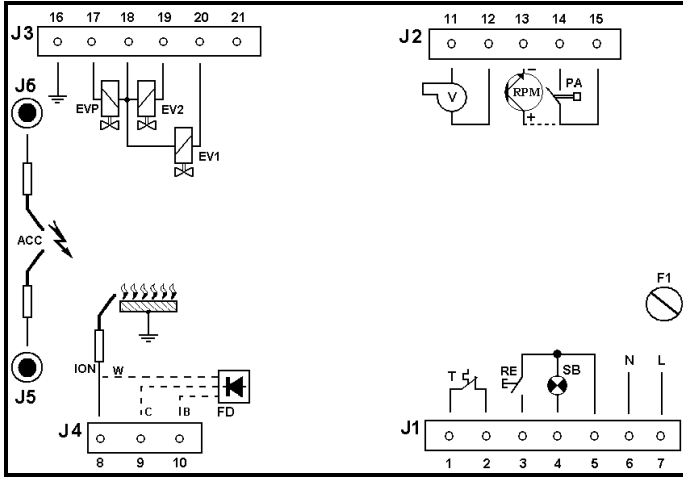 16 17 18 19 20 21
J3
11 12 13 14 15
J2
J6
EVP
EV2
EV1
V
RPM
−
+
PA
ACC
F1
ION
W
C
B
FD
J5
J4
8 9 10
T
RE
SB
N
L
J1
1 2 3 4 5 6 7